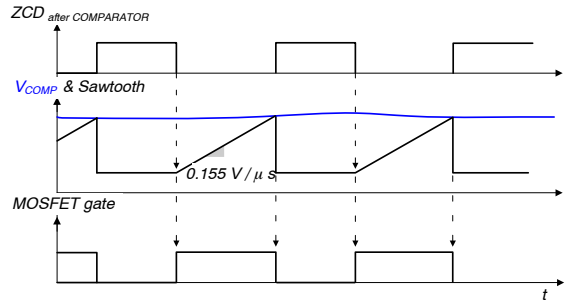 ZCD after COMPARATOR
VCOMP & Sawtooth
0.155 V / μ s
MOSFET gate
t